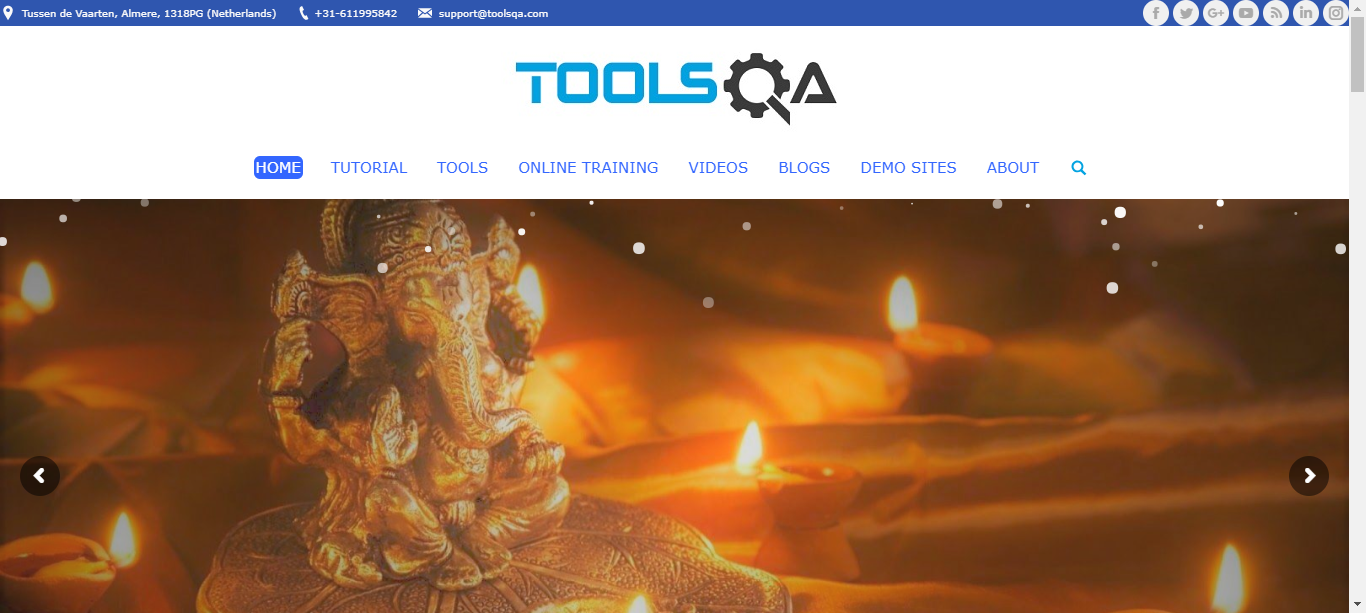 Tussen de Vaarten, Almere, 1318PG (Netherlands) +31-611995842 support@toolsqa.com
TOOLSQA
HOME TUTORIAL TOOLS ONLINE TRAINING VIDEOS BLOGS DEMO SITES ABOUT